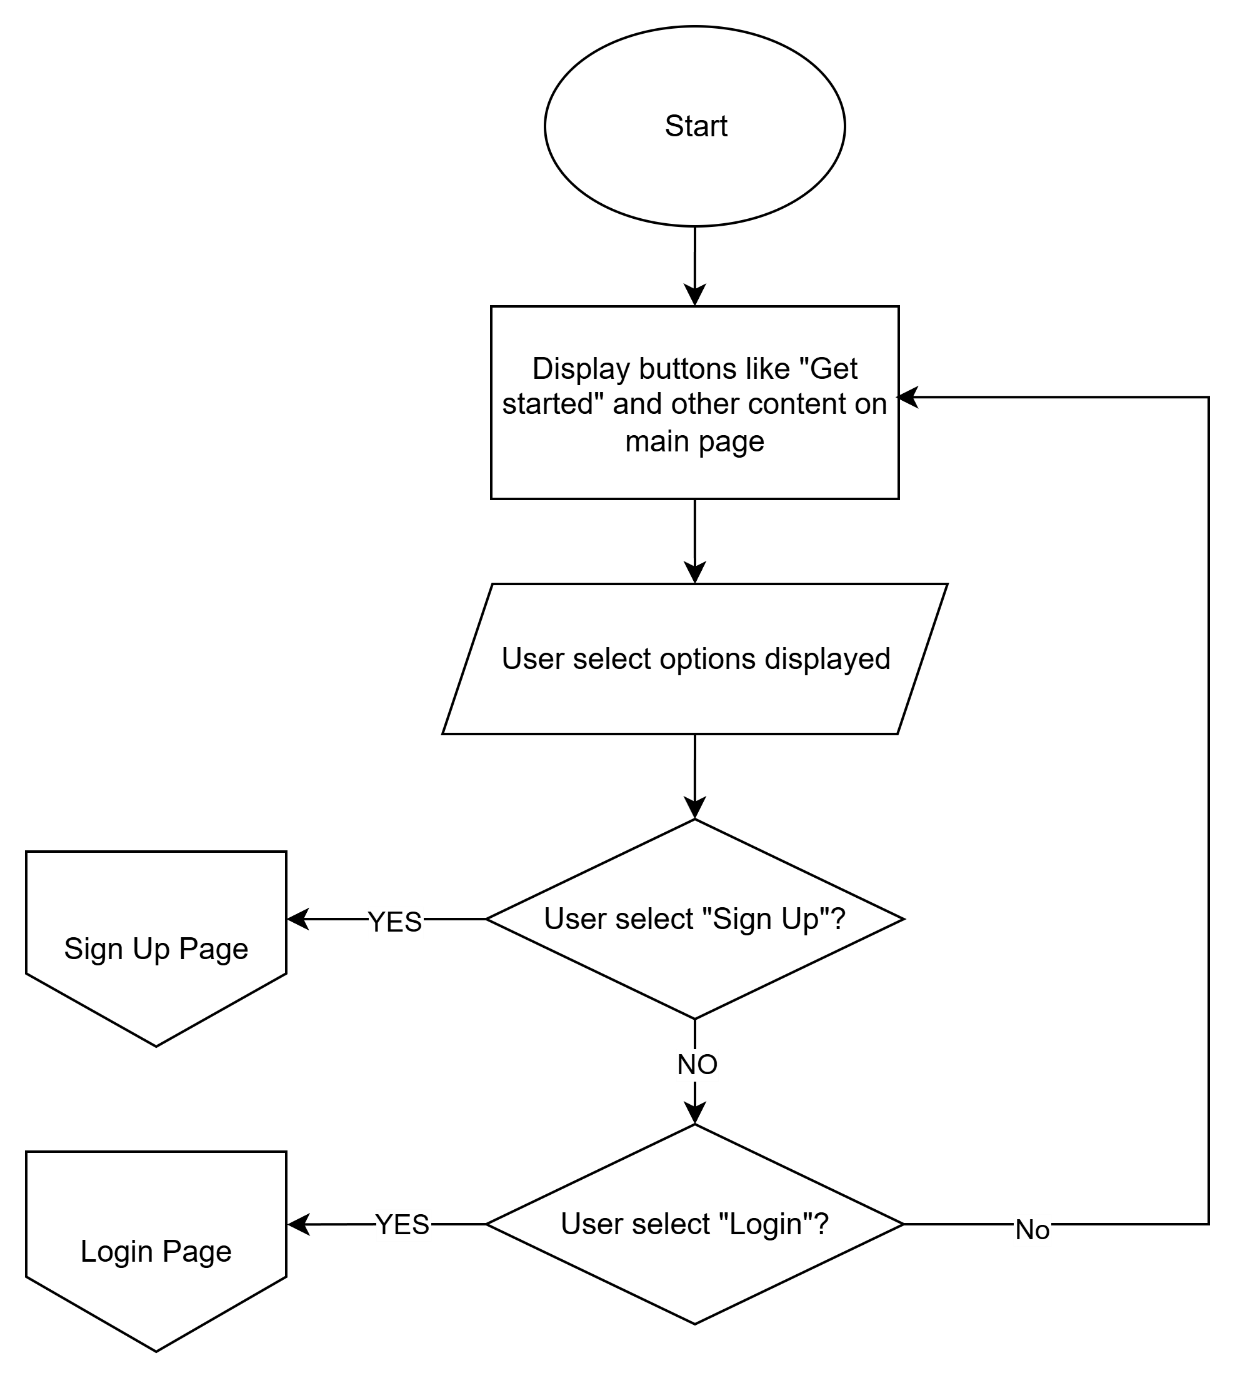 Start
Display buttons like "Get
started" and other content on
main page
User select options displayed
User select "Sign Up"?
YES
Sign Up Page
NO
User select "Login"?
YES
Login Page
No